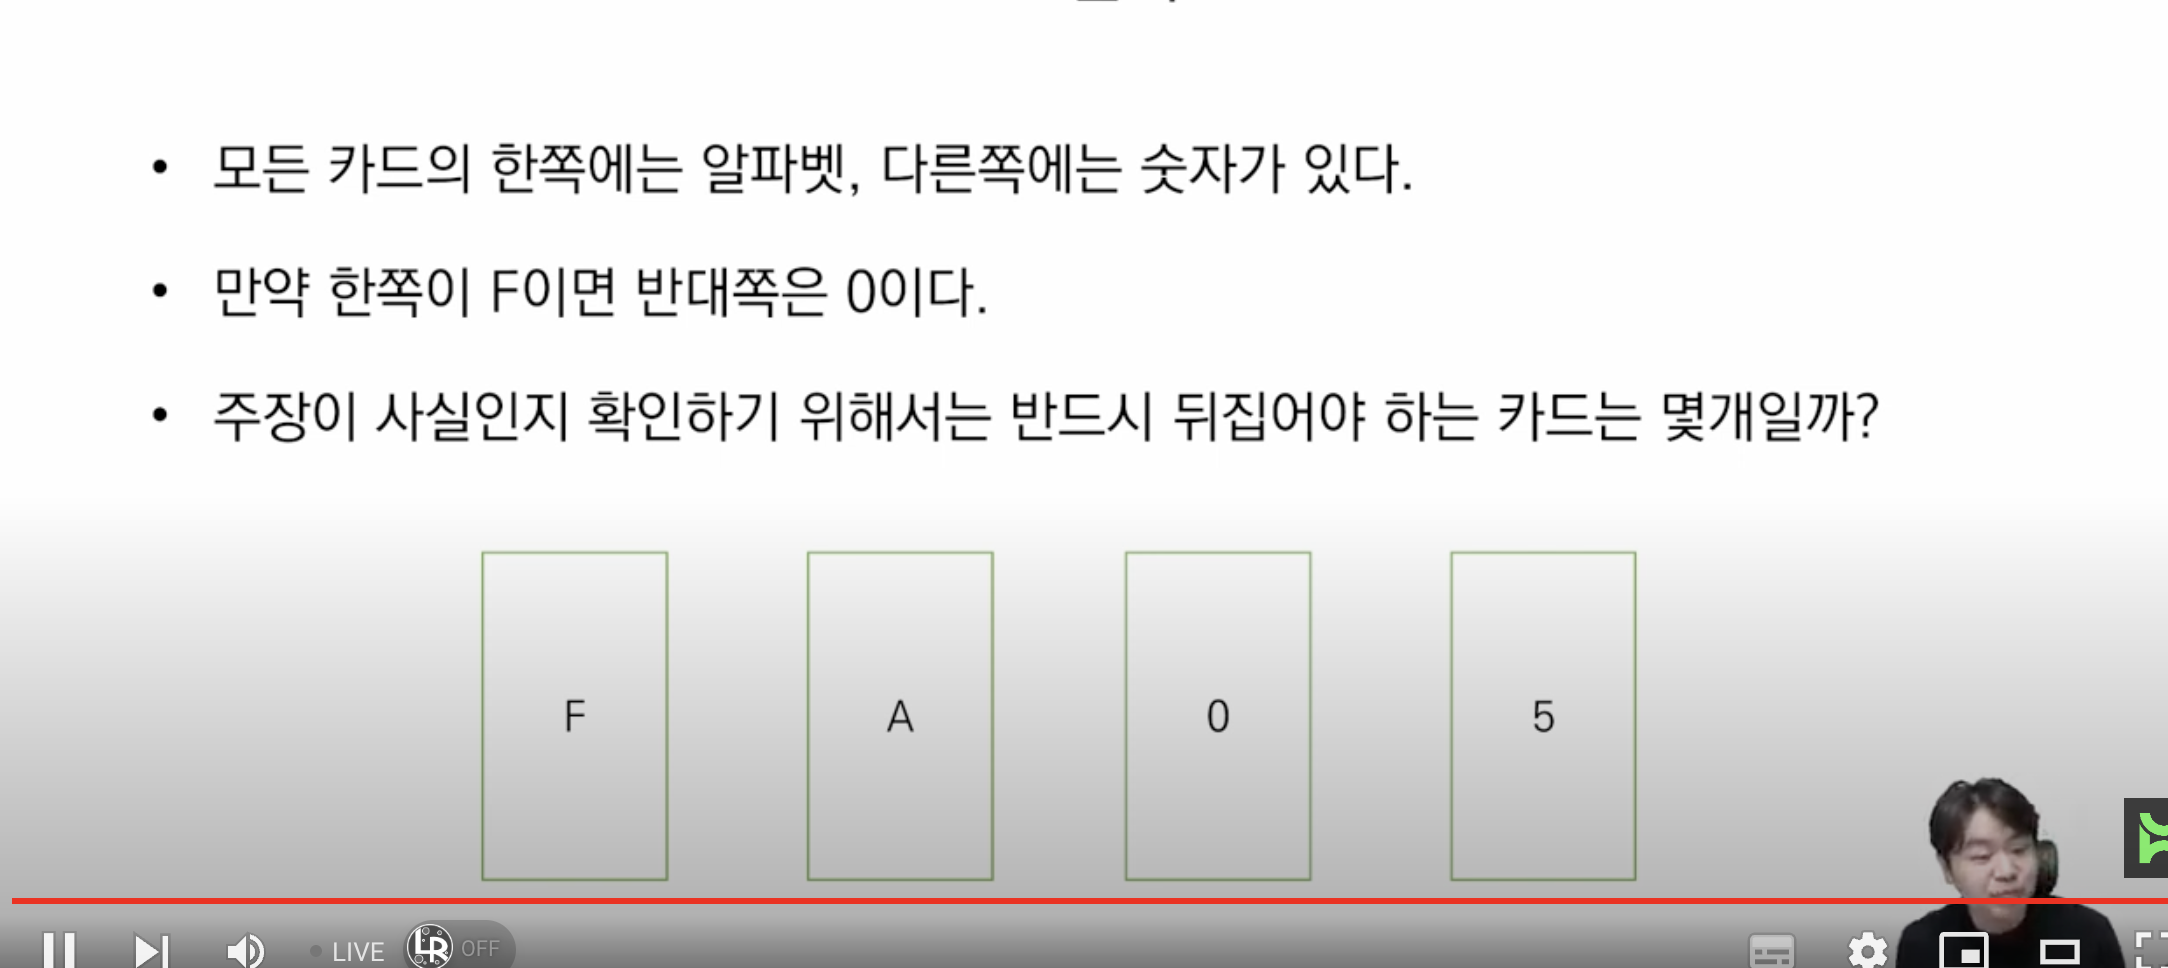 • 모든 카드의 한쪽에는 알파벳, 다른쪽에는 숫자가 있다.
• 만약 한쪽이 F이면 반대쪽은 0이다.
• 주장이 사실인지 확인하기 위해서는 반드시 뒤집어야 하는 카드는 몇개일까?
F A 0 5
LIVE LR OFF